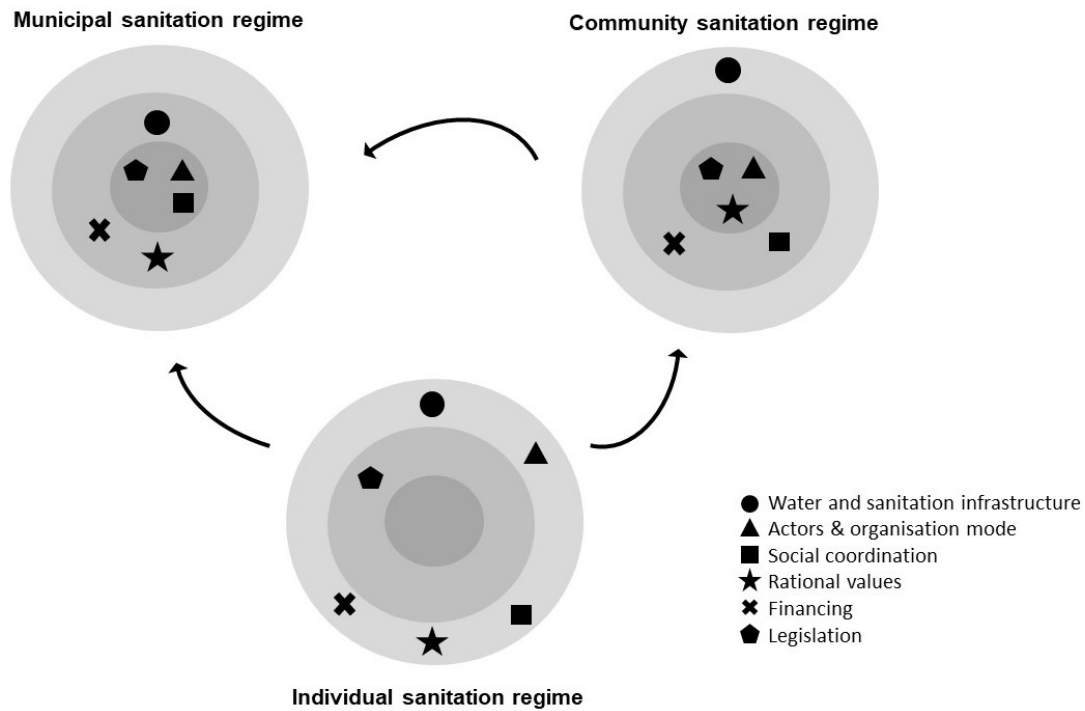 Municipal sanitation regime
Community sanitation regime
Water and sanitation infrastructure
Actors & organisation mode
Social coordination
Rational values
Financing
Legislation
Individual sanitation regime